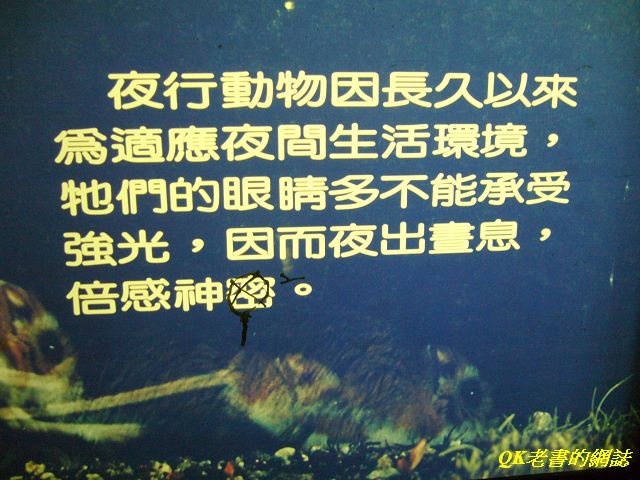 夜行動物因長久以來
為適應夜間生活環境，
牠們的眼睛多不能承受
強光，因而夜出晝息，
倍感神密。
QK老書的網誌